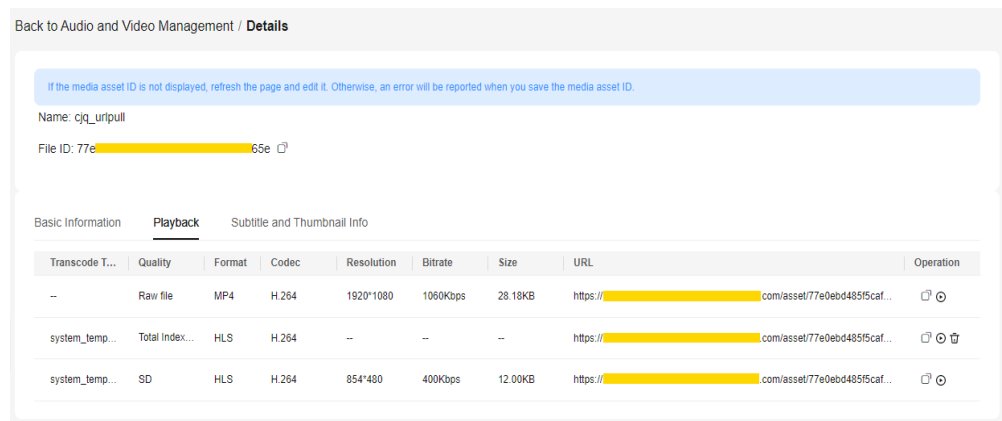 Back to Audio and Video Management / Details
If the media asset ID is not displayed, refresh the page and edit it. Otherwise, an error will be reported when you save the media asset ID.
Name: cjq_urlpull
File ID: 77e 65e
Basic Information Playback Subtitle and Thumbnail Info
Transcode T... Quality Format Codec Resolution Bitrate Size URL Operation
-- Raw file MP4 H.264 1920*1080 1060Kbps 28.18KB https:// com/asset/77e0ebd485f5caf...
system_temp... Total Index... HLS H.264 -- -- -- https:// .com/asset/77e0ebd485f5caf...
system_temp... SD HLS H.264 854*480 400Kbps 12.00KB https:// .com/asset/77e0ebd485f5caf...